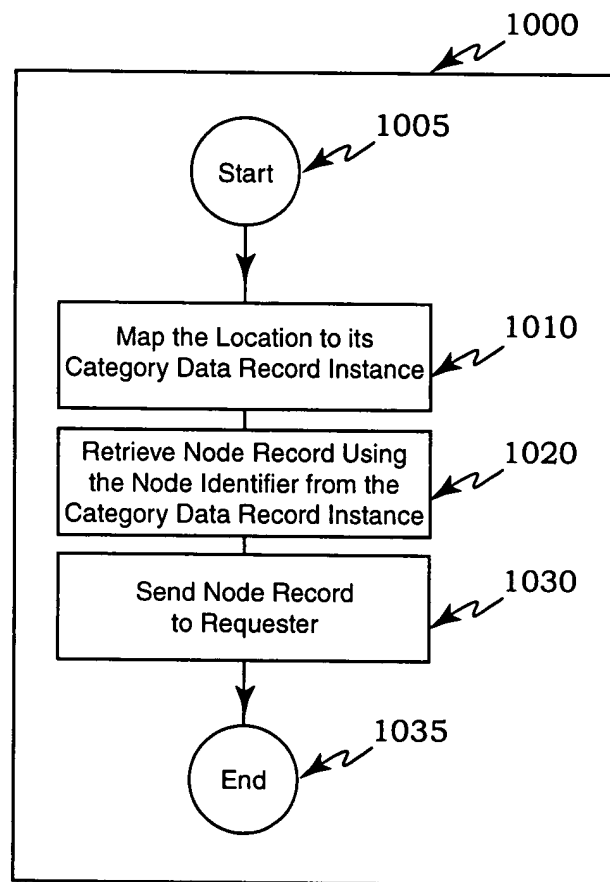 1000
1005
Start
Map the Location to its
Category Data Record Instance
1010
Retrieve Node Record Using
the Node Identifier from the
Category Data Record Instance
1020
Send Node Record
to Requester
1030
End
1035